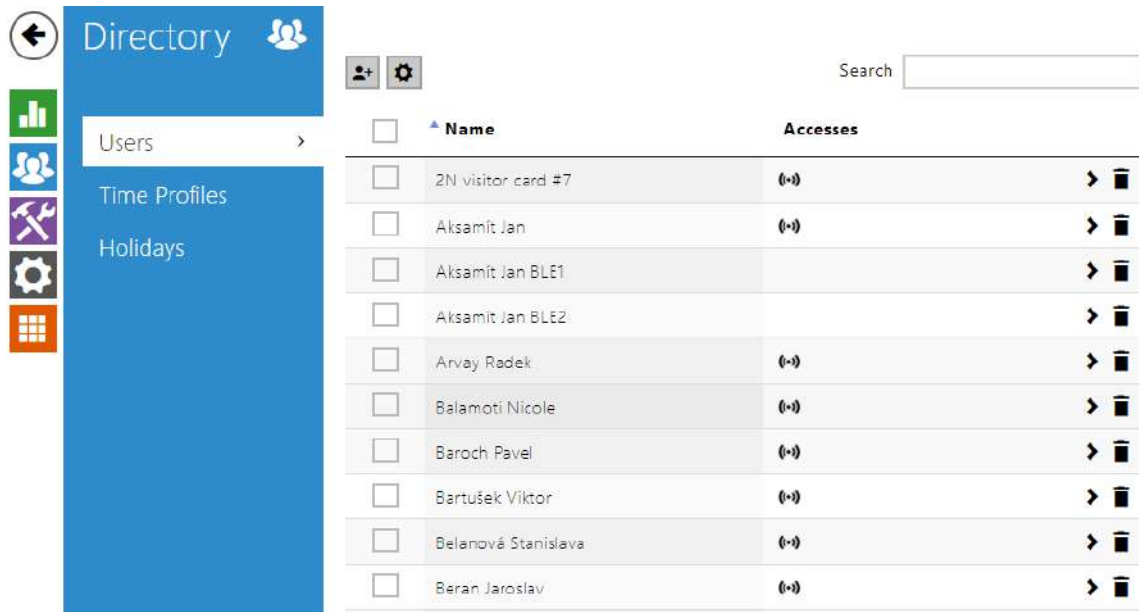 Directory
Users
Time Profiles
Holidays
Search
Name Accesses
2N visitor card #7
Aksamít Jan
Aksamít Jan BLE1
Aksamít Jan BLE2
Arvay Radek
Balamoti Nicole
Baroch Pavel
Bartušek Viktor
Belanová Stanislava
Beran Jaroslav